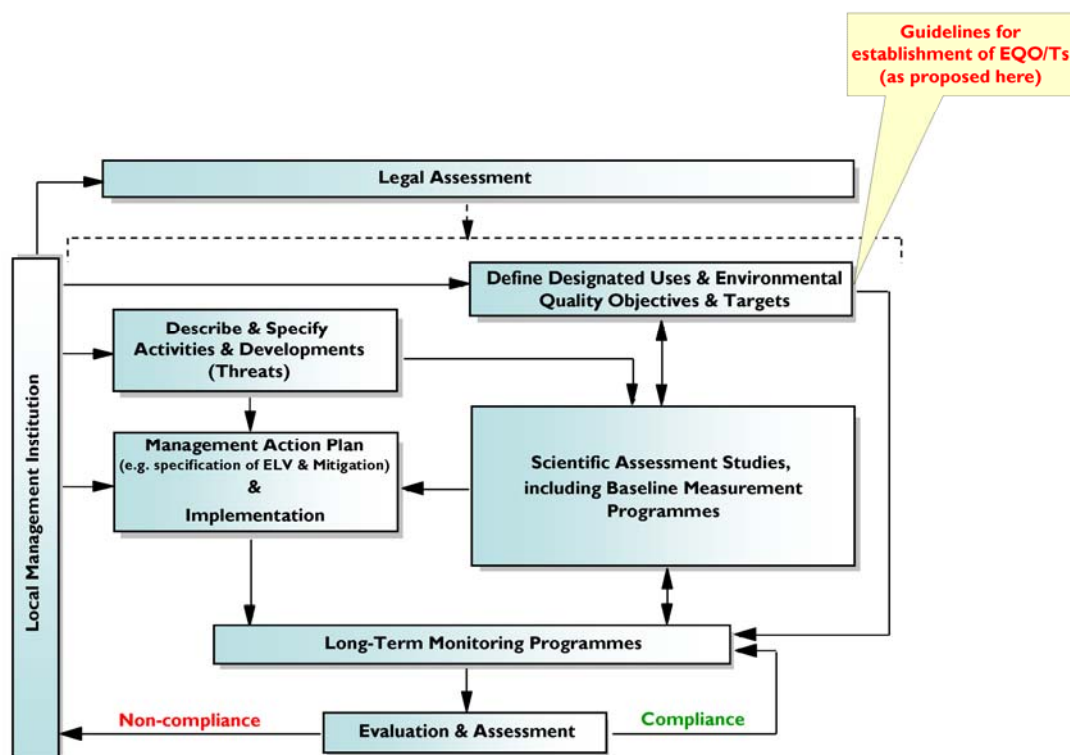 Guidelines for
establishment of EQO/Ts
(as proposed here)
Legal Assessment
Define Designated Uses & Environmental
Quality Objectives & Targets
Describe & Specify
Activities & Developments
(Threats)
Local Management Institution
Management Action Plan
(e.g. specification of ELV & Mitigation)
&
Implementation
Scientific Assessment Studies,
including Baseline Measurement
Programmes
Long-Term Monitoring Programmes
Non-compliance
Evaluation & Assessment
Compliance